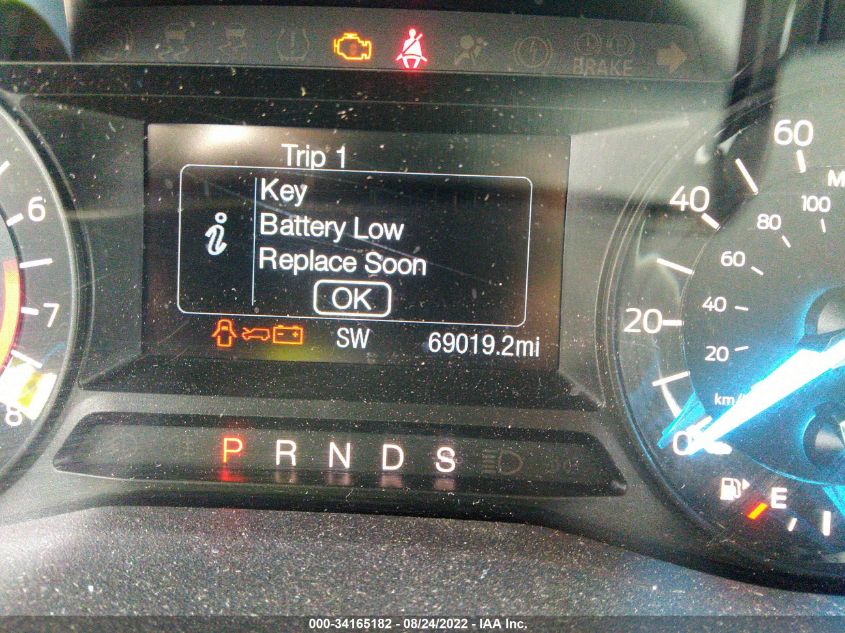 BRAKE
Trip 1
Key
Battery Low
Replace Soon
OK
SW
69019.2mi
P R N D S
6
7
8
60
40
20
0
100
80
60
40
20
km/
M
E
000-34165182 - 08/24/2022 - IAA Inc.